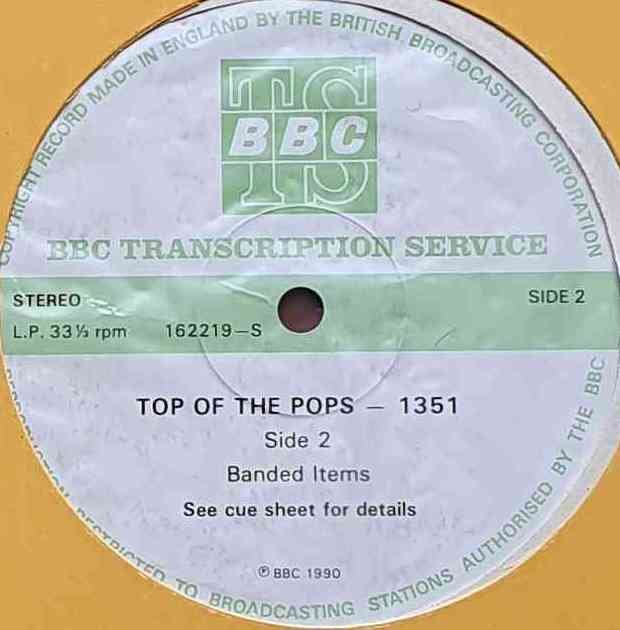 COPYRIGHT RECORD MADE IN ENGLAND BY THE BRITISH BROADCASTING CORPORATION
TS
BBC
BBC TRANSCRIPTION SERVICE
STEREO
SIDE 2
L.P. 33⅓ rpm 162219-S
TOP OF THE POPS — 1351
Side 2
Banded Items
See cue sheet for details
℗ BBC 1990
RESTRICTED TO BROADCASTING STATIONS AUTHORISED BY THE BBC